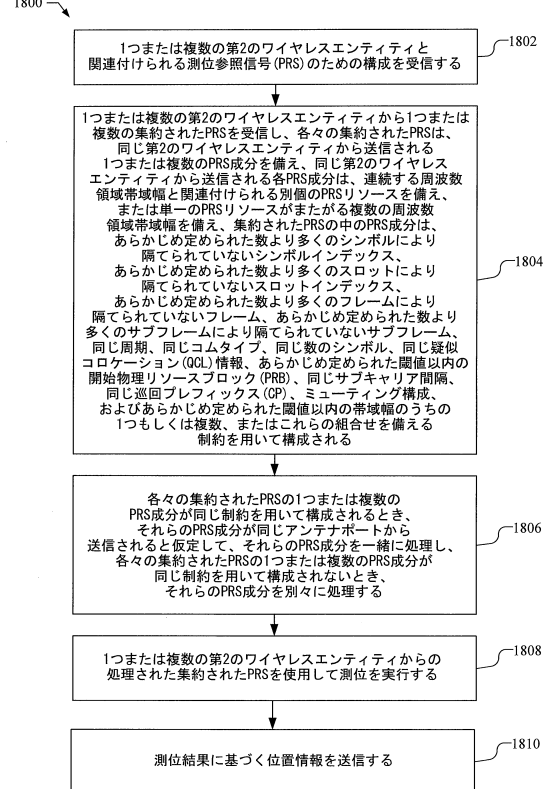 1800
1つまたは複数の第2のワイヤレスエンティティと
関連付けられる測位参照信号(PRS)のための構成を受信する
1802
1つまたは複数の第2のワイヤレスエンティティから1つまたは
複数の集約されたPRSを受信し、各々の集約されたPRSは、
同じ第2のワイヤレスエンティティから送信される
1つまたは複数のPRS成分を備え、同じ第2のワイヤレス
エンティティから送信される各PRS成分は、連続する周波数
領域帯域幅と関連付けられる別個のPRSリソースを備え、
または単一のPRSリソースがまたがる複数の周波数
領域帯域幅を備え、集約されたPRSの中のPRS成分は、
あらかじめ定められた数より多くのシンボルにより
隔てられていないシンボルインデックス、
あらかじめ定められた数より多くのスロットにより
隔てられていないスロットインデックス、
あらかじめ定められた数より多くのフレームにより
隔てられていないフレーム、あらかじめ定められた数より
多くのサブフレームにより隔てられていないサブフレーム、
同じ周期、同じコムタイプ、同じ数のシンボル、同じ疑似
コロケーション(QCL)情報、あらかじめ定められた閾値以内の
開始物理リソースブロック(PRB)、同じサブキャリア間隔、
同じ巡回プレフィックス(CP)、ミューティング構成、
およびあらかじめ定められた閾値以内の帯域幅のうちの
1つもしくは複数、またはこれらの組合せを備える
制約を用いて構成される
1804
各々の集約されたPRSの1つまたは複数の
PRS成分が同じ制約を用いて構成されるとき、
それらのPRS成分が同じアンテナポートから
送信されると仮定して、それらのPRS成分を一緒に処理し、
各々の集約されたPRSの1つまたは複数のPRS成分が
同じ制約を用いて構成されないとき、
それらのPRS成分を別々に処理する
1806
1つまたは複数の第2のワイヤレスエンティティからの
処理された集約されたPRSを使用して測位を実行する
1808
測位結果に基づく位置情報を送信する
1810